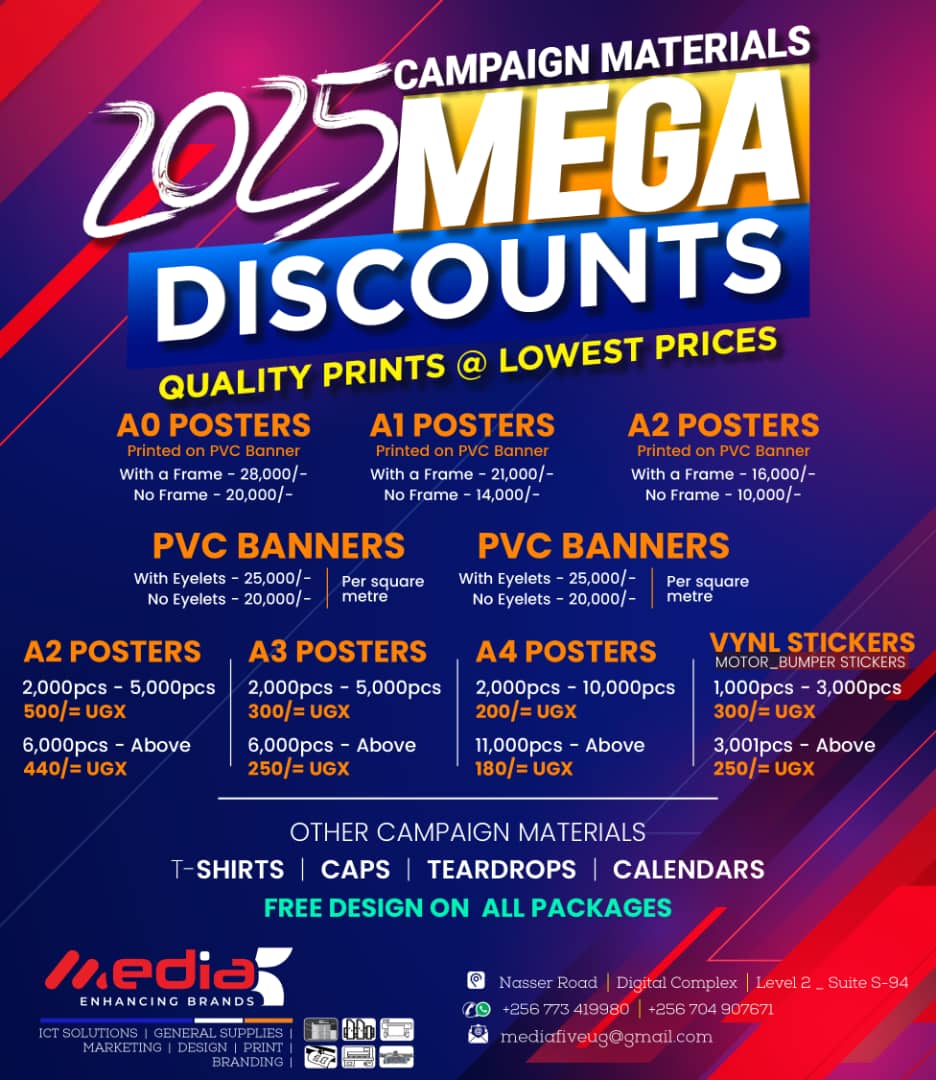 2025
CAMPAIGN MATERIALS
MEGA
DISCOUNTS
QUALITY PRINTS @ LOWEST PRICES
A0 POSTERS
Printed on PVC Banner
With a Frame - 28,000/-
No Frame - 20,000/-
A1 POSTERS
Printed on PVC Banner
With a Frame - 21,000/-
No Frame - 14,000/-
A2 POSTERS
Printed on PVC Banner
With a Frame - 16,000/-
No Frame - 10,000/-
PVC BANNERS
With Eyelets - 25,000/-
No Eyelets - 20,000/-
Per square
metre
PVC BANNERS
With Eyelets - 25,000/-
No Eyelets - 20,000/-
Per square
metre
A2 POSTERS
2,000pcs - 5,000pcs
500/= UGX
6,000pcs - Above
440/= UGX
A3 POSTERS
2,000pcs - 5,000pcs
300/= UGX
6,000pcs - Above
250/= UGX
A4 POSTERS
2,000pcs - 10,000pcs
200/= UGX
11,000pcs - Above
180/= UGX
VYNL STICKERS
MOTOR_BUMPER STICKERS
1,000pcs - 3,000pcs
300/= UGX
3,001pcs - Above
250/= UGX
OTHER CAMPAIGN MATERIALS
T-SHIRTS | CAPS | TEARDROPS | CALENDARS
FREE DESIGN ON ALL PACKAGES
Media5
ENHANCING BRANDS
ICT SOLUTIONS | GENERAL SUPPLIES |
MARKETING | DESIGN | PRINT |
BRANDING |
Nasser Road | Digital Complex | Level 2 _ Suite S-94
+256 773 419980 | +256 704 907671
mediafiveug@gmail.com